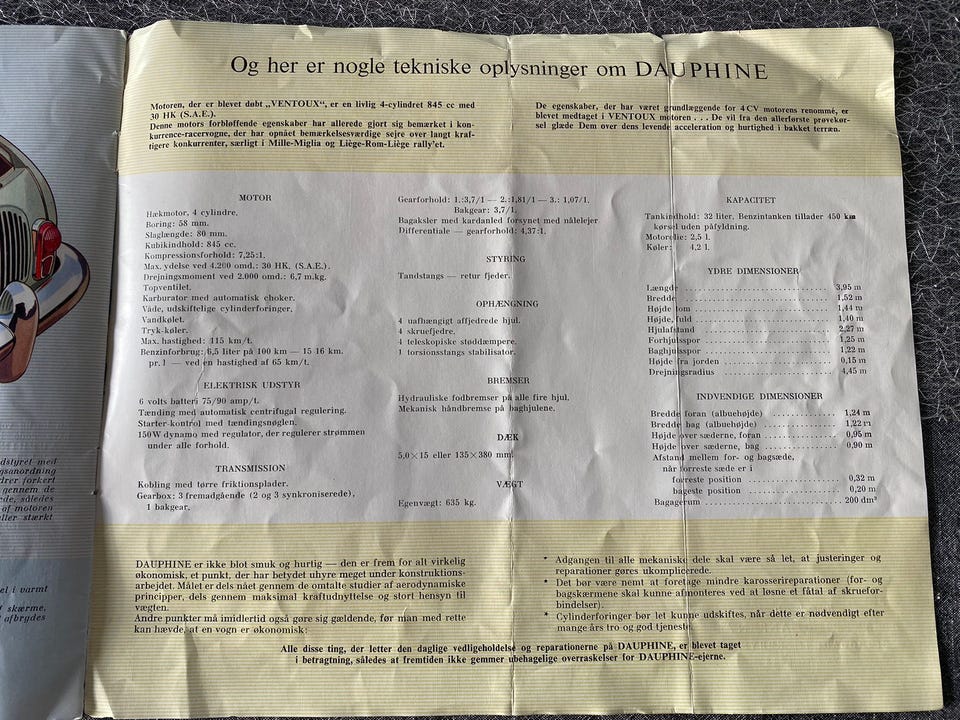 Og her er nogle tekniske oplysninger om DAUPHINE
Motoren, der er blevet døbt „VENTOUX“, er en livlig 4-cylindret 845 cc med
30 HK (S.A.E.).
Denne motors forbløffende egenskaber har allerede gjort sig bemærket i kon-
kurrence-racervogne, der har opnået bemærkelsesværdige sejre over langt kraf-
tigere konkurrenter, særligt i Mille-Miglia og Liège-Rom-Liège rally'et.
De egenskaber, der har været grundlæggende for 4 CV motorens renommé, er
blevet medtaget i VENTOUX motoren . . . De vil fra den allerførste prøvekør-
sel glæde Dem over dens levende acceleration og hurtighed i bakket terræn.
MOTOR
Hækmotor, 4 cylindre.
Boring: 58 mm.
Slaglængde: 80 mm.
Kubikindhold: 845 cc.
Kompressionsforhold: 7,25:1.
Max. ydelse ved 4.200 omd.: 30 HK. (S.A.E.).
Drejningsmoment ved 2.000 omd.: 6,7 m.kg.
Topventilet.
Karburator med automatisk choker.
Våde, udskiftelige cylinderforinger.
Vandkølet.
Tryk-køler.
Max. hastighed: 115 km/t.
Benzinforbrug: 6,5 liter på 100 km — 15 16 km.
pr. l — ved en hastighed af 65 km/t.
ELEKTRISK UDSTYR
6 volts batteri 75/90 amp/t.
Tænding med automatisk centrifugal regulering.
Starter-kontrol med tændingsnøglen.
150 W dynamo med regulator, der regulerer strømmen
under alle forhold.
TRANSMISSION
Kobling med tørre friktionsplader.
Gearbox: 3 fremadgående (2 og 3 synkroniserede),
1 bakgear.
Gearforhold: 1.:3,7/1 — 2.:1,81/1 — 3.: 1,07/1.
Bakgear: 3,7/1.
Bagaksler med kardanled forsynet med nålelejer
Differentiale — gearforhold: 4,37:1.
STYRING
Tandstangs — retur fjeder.
OPHÆNGNING
4 uafhængigt affjedrede hjul.
4 skruefjedre.
4 teleskopiske støddæmpere.
1 torsionsstangs stabilisator.
BREMSER
Hydrauliske fodbremser på alle fire hjul.
Mekanisk håndbremse på baghjulene.
DÆK
5,0×15 eller 135×380 mm.
VÆGT
Egenvægt: 635 kg.
KAPACITET
Tankindhold: 32 liter. Benzintanken tillader 450 km
kørsel uden påfyldning.
Motorolie: 2,5 l.
Køler: 4,2 l.
YDRE DIMENSIONER
Længde ........ 3,95 m
Bredde ........ 1,52 m
Højde tom ........ 1,44 m
Højde, fuld ........ 1,40 m
Hjulafstand ........ 2,27 m
Forhjulsspor ........ 1,25 m
Baghjulsspor ........ 1,22 m
Højde fra jorden ........ 0,15 m
Drejningsradius ........ 4,45 m
INDVENDIGE DIMENSIONER
Bredde foran (albuehøjde) ........ 1,24 m
Bredde bag (albuehøjde) ........ 1,22 m
Højde over sæderne, foran ........ 0,95 m
Højde over sæderne, bag ........ 0,90 m
Afstand mellem for- og bagsæde,
når forreste sæde er i
forreste position ........ 0,32 m
bageste position ........ 0,20 m
Bagagerum ........ 200 dm³
DAUPHINE er ikke blot smuk og hurtig — den er frem for alt virkelig
økonomisk, et punkt, der har betydet uhyre meget under konstruktions-
arbejdet. Målet er dels nået gennem de omtalte studier af aerodynamiske
principper, dels gennem maksimal kraftudnyttelse og stort hensyn til
vægten.
Andre punkter må imidlertid også gøre sig gældende, før man med rette
kan hævde, at en vogn er økonomisk:
* Adgangen til alle mekaniske dele skal være så let, at justeringer og
reparationer gøres ukomplicerede.
* Det bør være nemt at foretage mindre karosserireparationer (for- og
bagskærmene skal kunne afmonteres ved at løsne et fåtal af skruefor-
bindelser).
* Cylinderforinger bør let kunne udskiftes, når dette er nødvendigt efter
mange års tro og god tjeneste.
Alle disse ting, der letter den daglige vedligeholdelse og reparationerne på DAUPHINE, er blevet taget
i betragtning, således at fremtiden ikke gemmer ubehagelige overraskelser for DAUPHINE-ejerne.
dstyret med
gsanordning
drer forkert
gennem de
de, således
of motoren
ller stærkt
el i varmt
skærme.
afbrydes